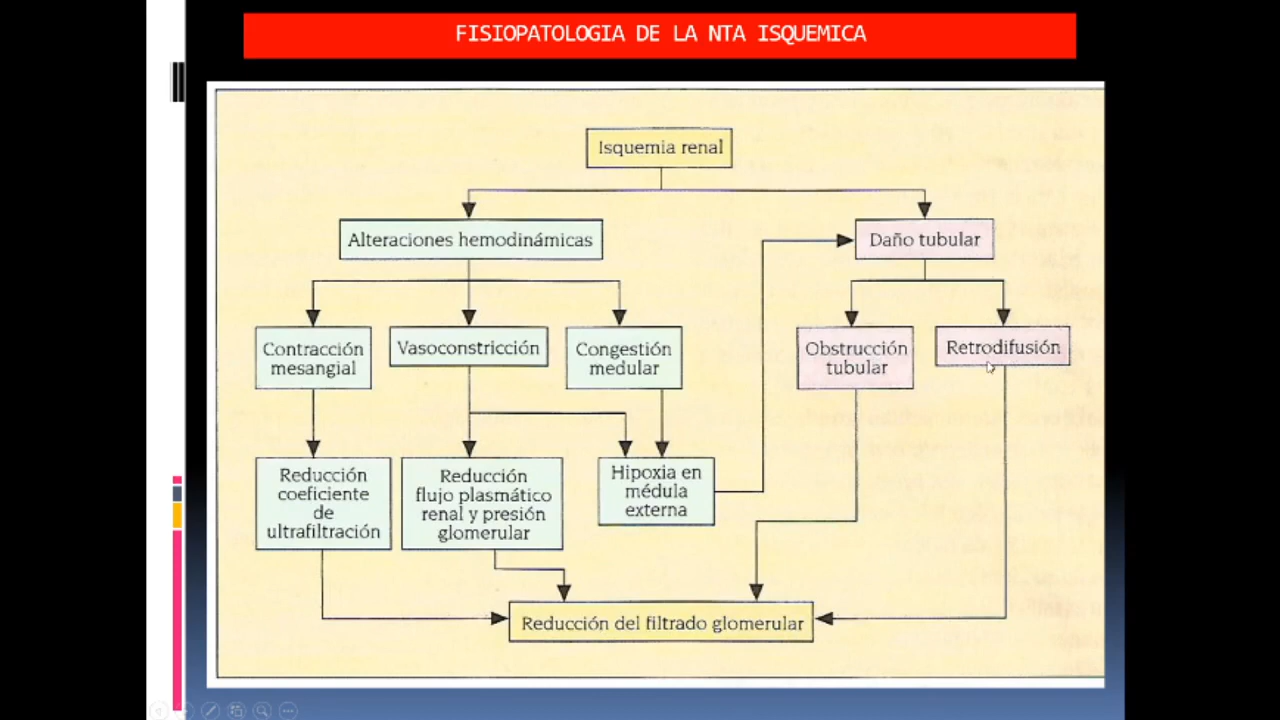 FISIOPATOLOGIA DE LA NTA ISQUEMICA
Isquemia renal
Alteraciones hemodinámicas
Daño tubular
Contracción
mesangial
Vasoconstricción
Congestión
medular
Obstrucción
tubular
Retrodifusión
Reducción
coeficiente
de
ultrafiltración
Reducción
flujo plasmático
renal y presión
glomerular
Hipoxia en
médula
externa
Reducción del filtrado glomerular